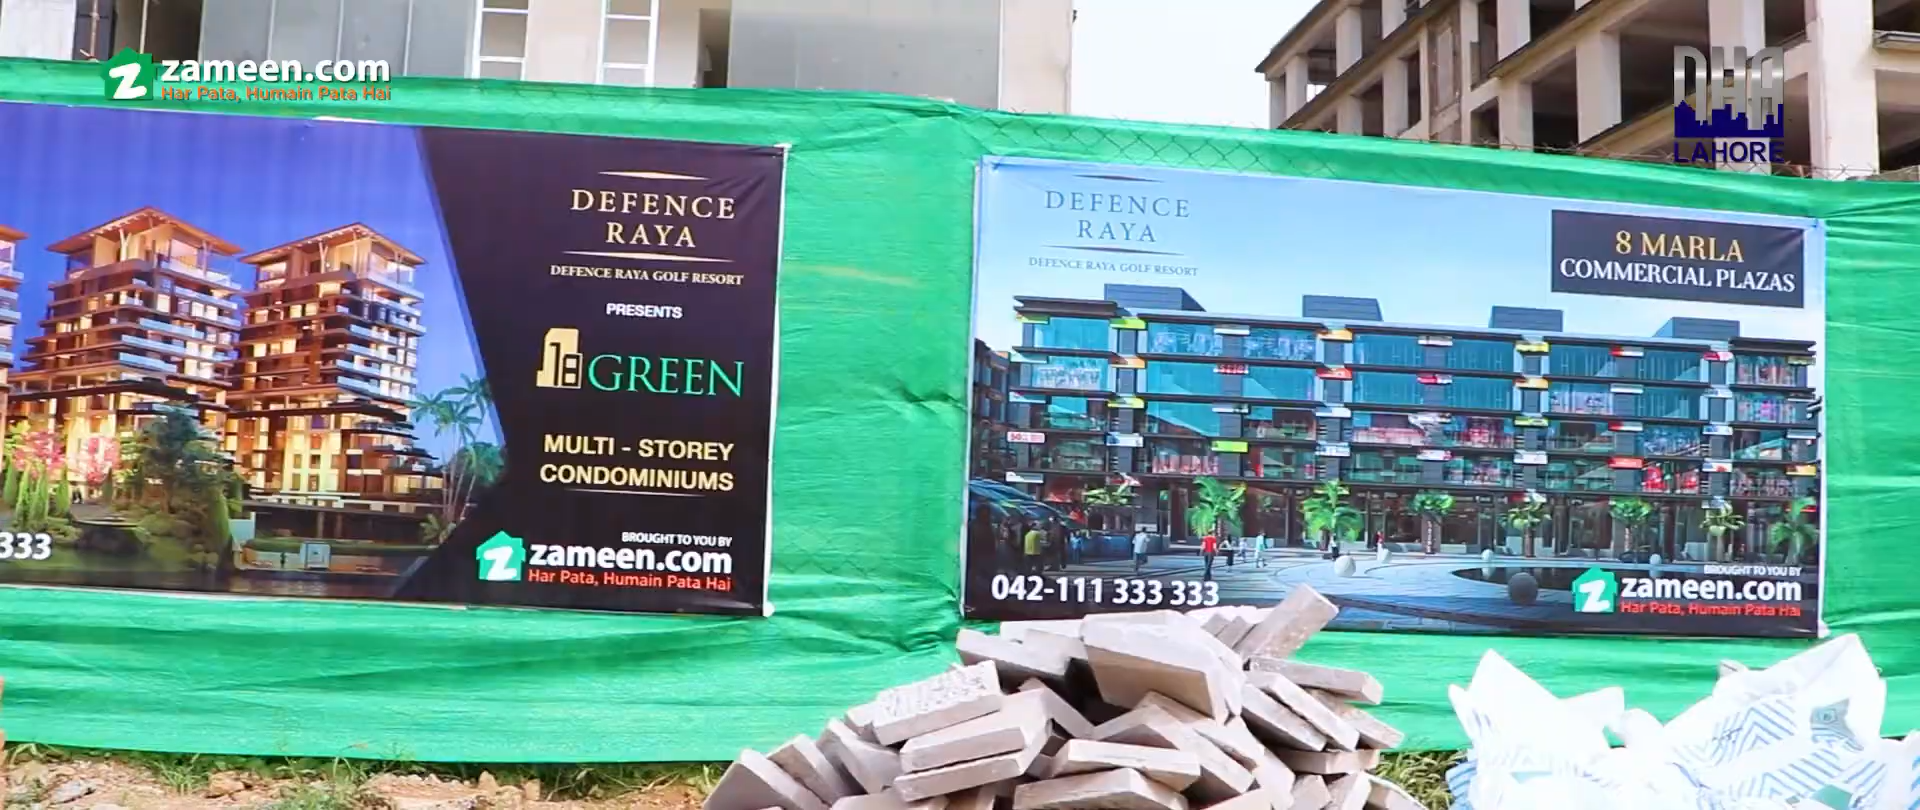 zameen.com
Har Pata, Humain Pata Hai
DHA
LAHORE
DEFENCE
RAYA
DEFENCE RAYA GOLF RESORT
PRESENTS
18 GREEN
MULTI - STOREY
CONDOMINIUMS
BROUGHT TO YOU BY
zameen.com
Har Pata, Humain Pata Hai
333
DEFENCE
RAYA
DEFENCE RAYA GOLF RESORT
8 MARLA
COMMERCIAL PLAZAS
042-111 333 333
BROUGHT TO YOU BY
zameen.com
Har Pata, Humain Pata Hai